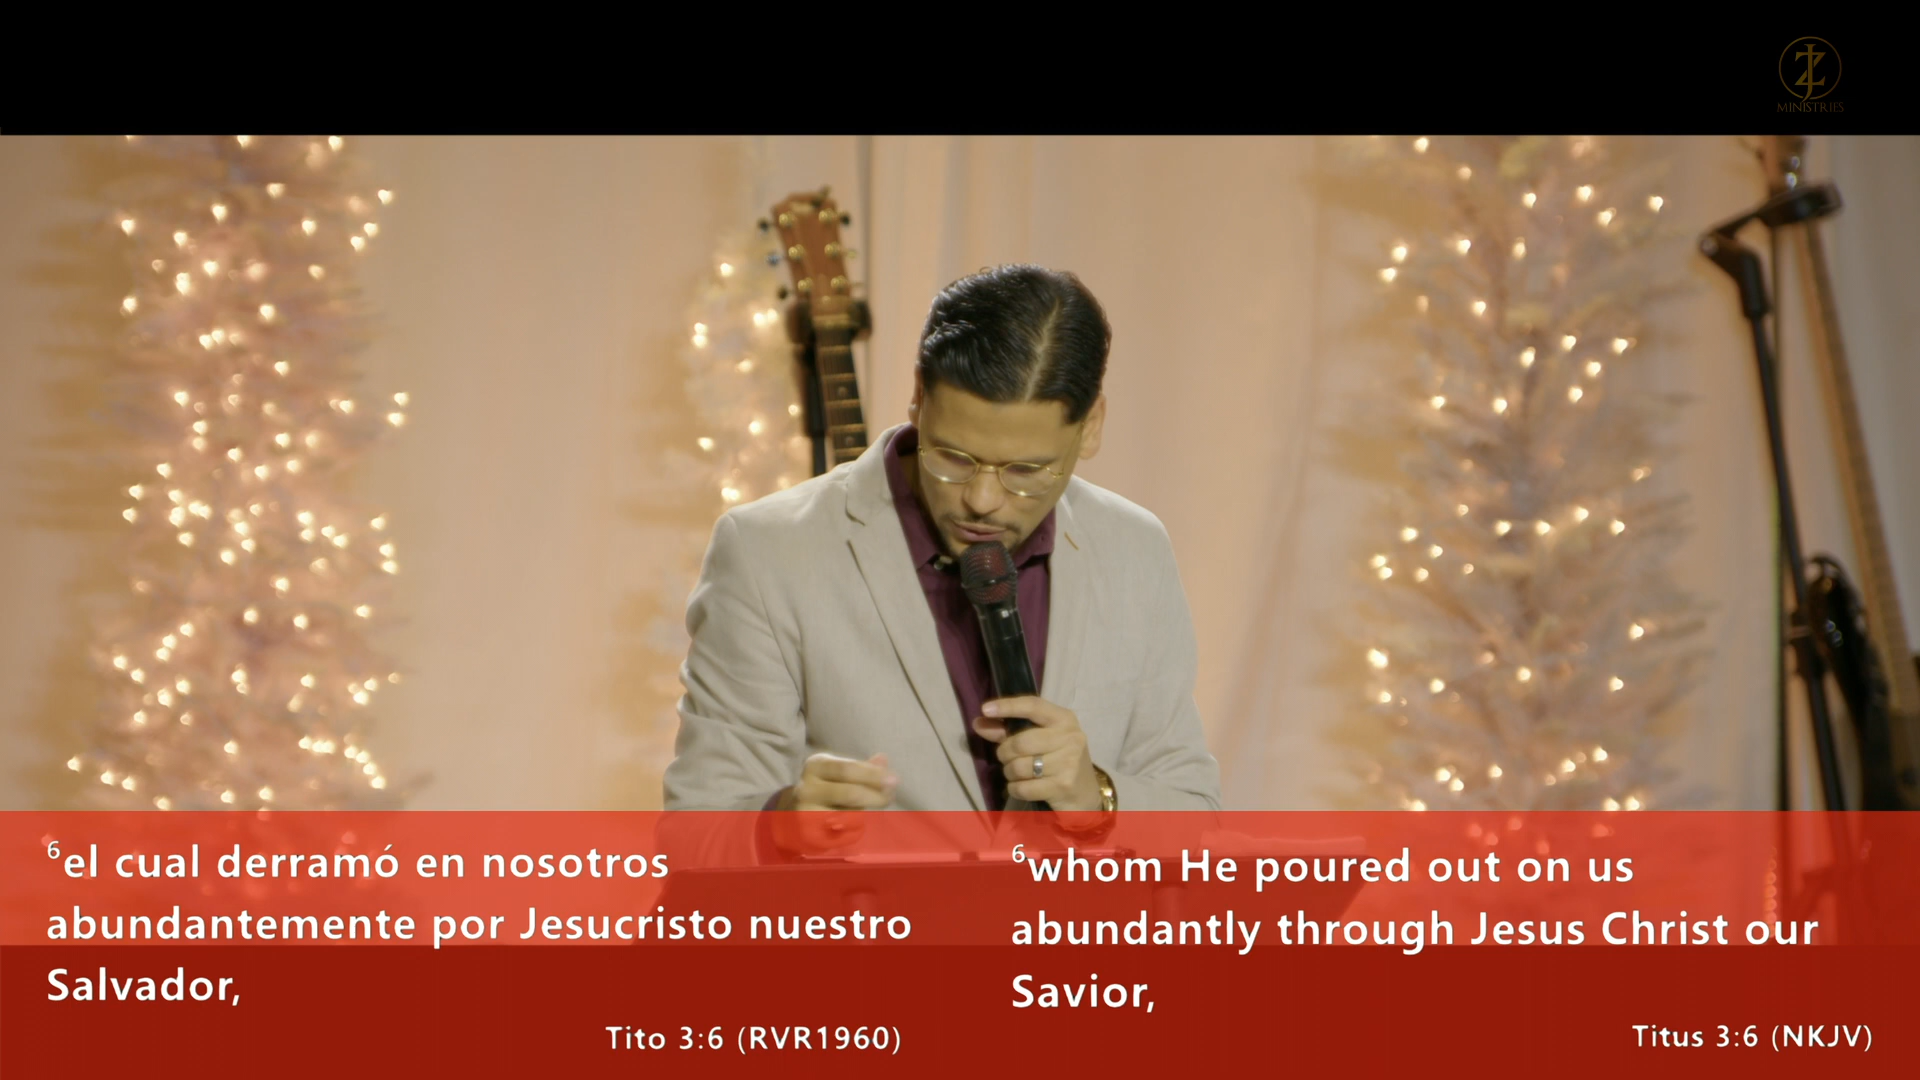 JZ
MINISTRIES
⁶el cual derramó en nosotros
abundantemente por Jesucristo nuestro
Salvador,
Tito 3:6 (RVR1960)
⁶whom He poured out on us
abundantly through Jesus Christ our
Savior,
Titus 3:6 (NKJV)